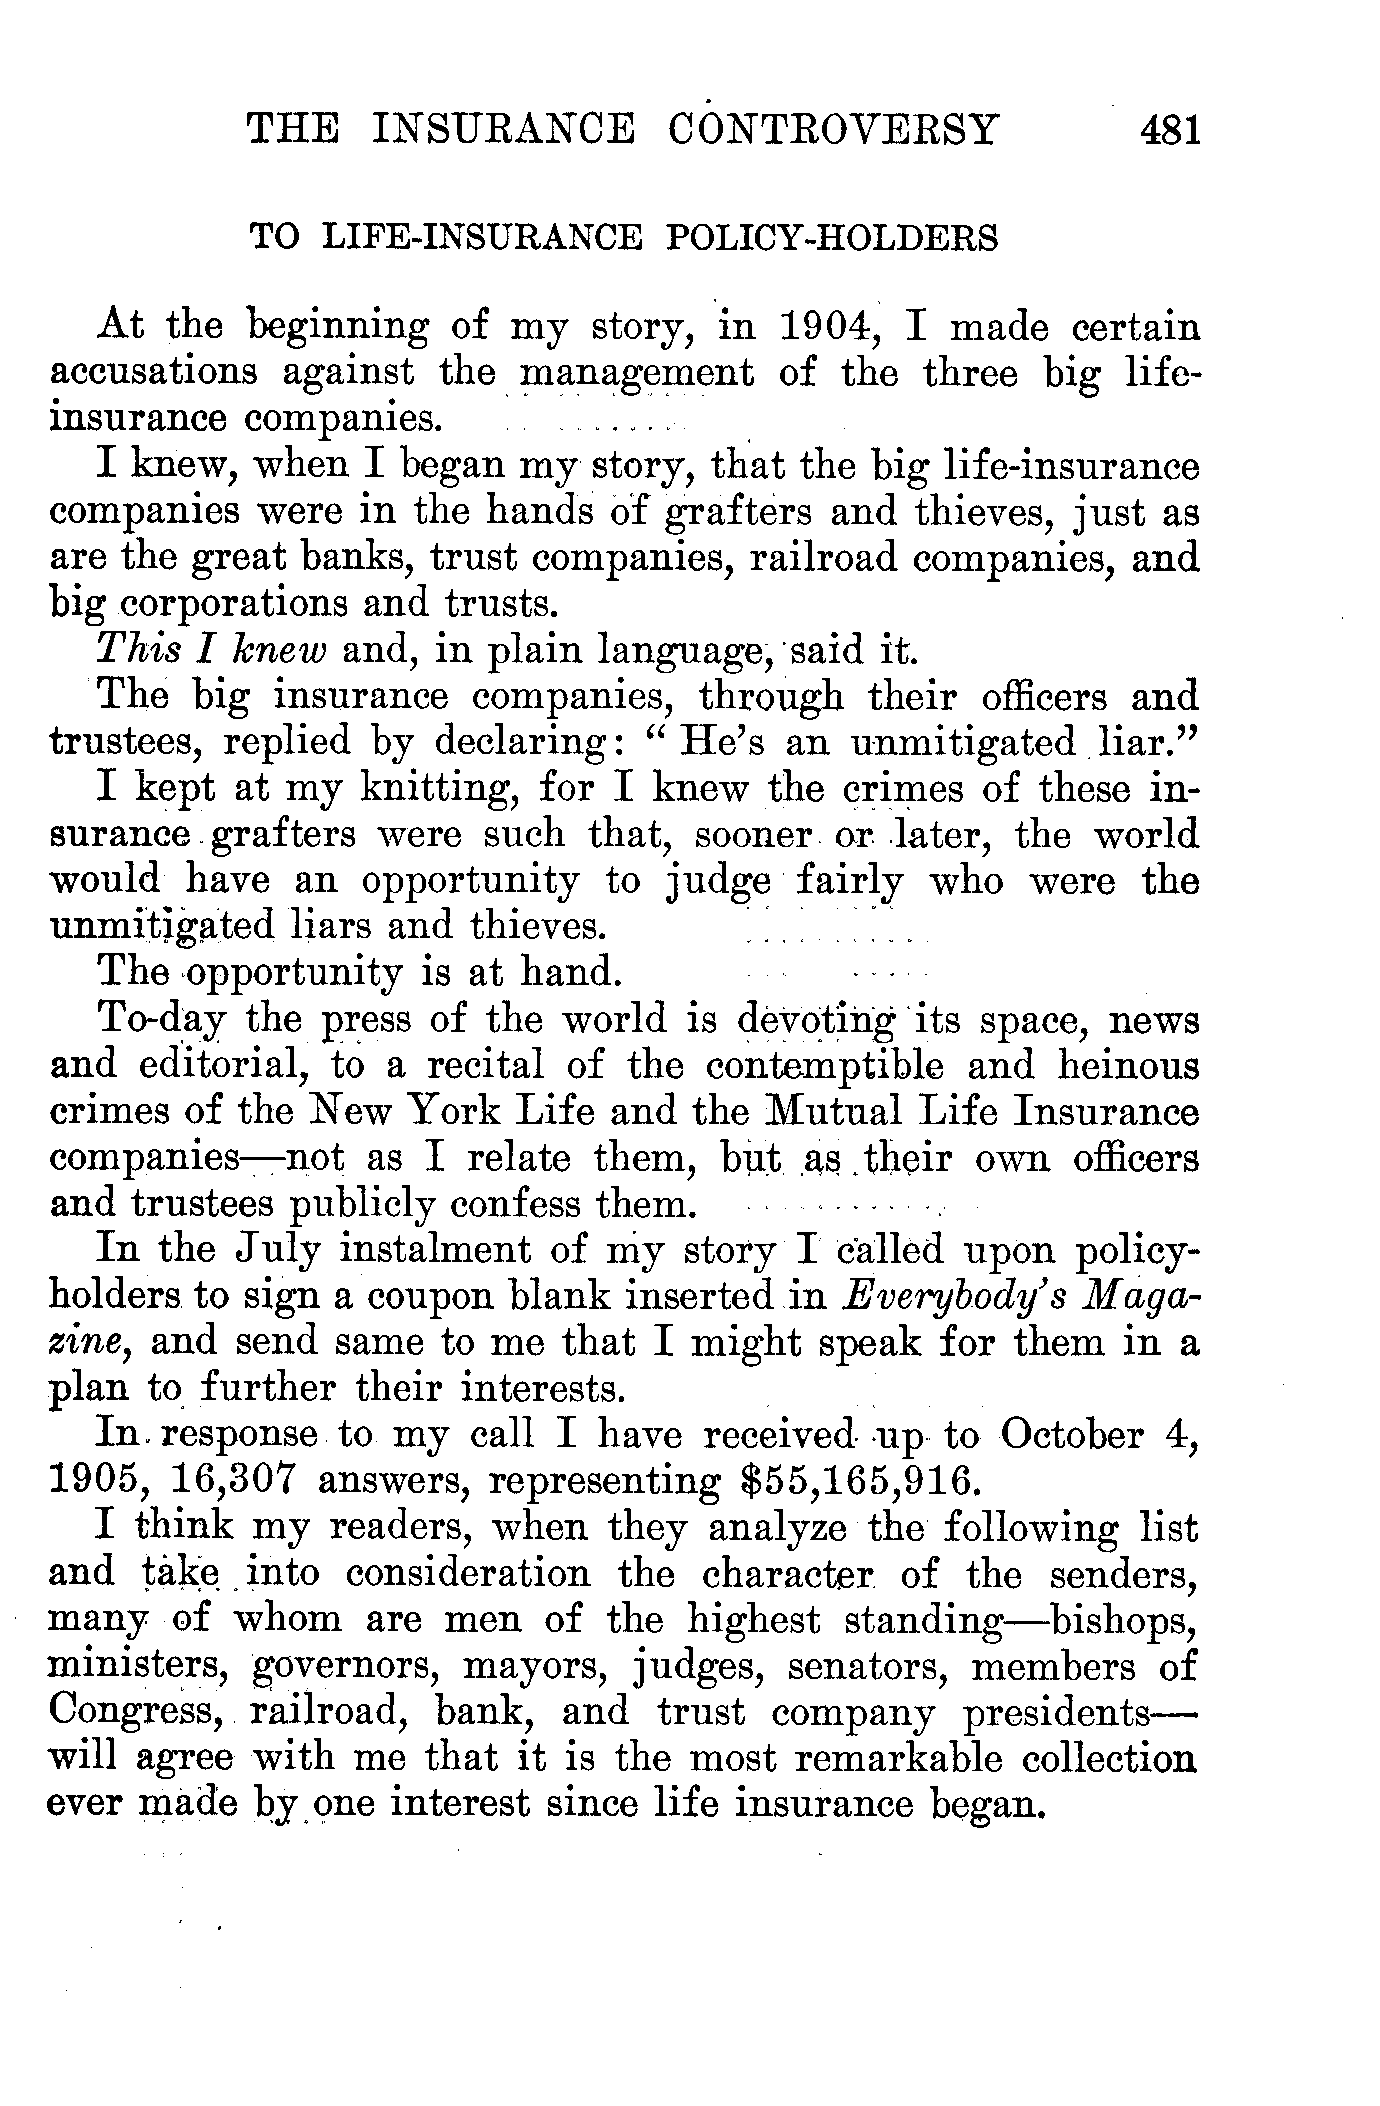 THE INSURANCE CONTROVERSY 481
TO LIFE-INSURANCE POLICY-HOLDERS
At the beginning of my story, in 1904, I made certain
accusations against the management of the three big life-
insurance companies.
I knew, when I began my story, that the big life-insurance
companies were in the hands of grafters and thieves, just as
are the great banks, trust companies, railroad companies, and
big corporations and trusts.
This I knew and, in plain language, said it.
The big insurance companies, through their officers and
trustees, replied by declaring: “ He’s an unmitigated liar.”
I kept at my knitting, for I knew the crimes of these in-
surance grafters were such that, sooner or later, the world
would have an opportunity to judge fairly who were the
unmitigated liars and thieves.
The opportunity is at hand.
To-day the press of the world is devoting its space, news
and editorial, to a recital of the contemptible and heinous
crimes of the New York Life and the Mutual Life Insurance
companies—not as I relate them, but as their own officers
and trustees publicly confess them.
In the July instalment of my story I called upon policy-
holders to sign a coupon blank inserted in Everybody’s Maga-
zine, and send same to me that I might speak for them in a
plan to further their interests.
In response to my call I have received up to October 4,
1905, 16,307 answers, representing $55,165,916.
I think my readers, when they analyze the following list
and take into consideration the character of the senders,
many of whom are men of the highest standing—bishops,
ministers, governors, mayors, judges, senators, members of
Congress, railroad, bank, and trust company presidents—
will agree with me that it is the most remarkable collection
ever made by one interest since life insurance began.